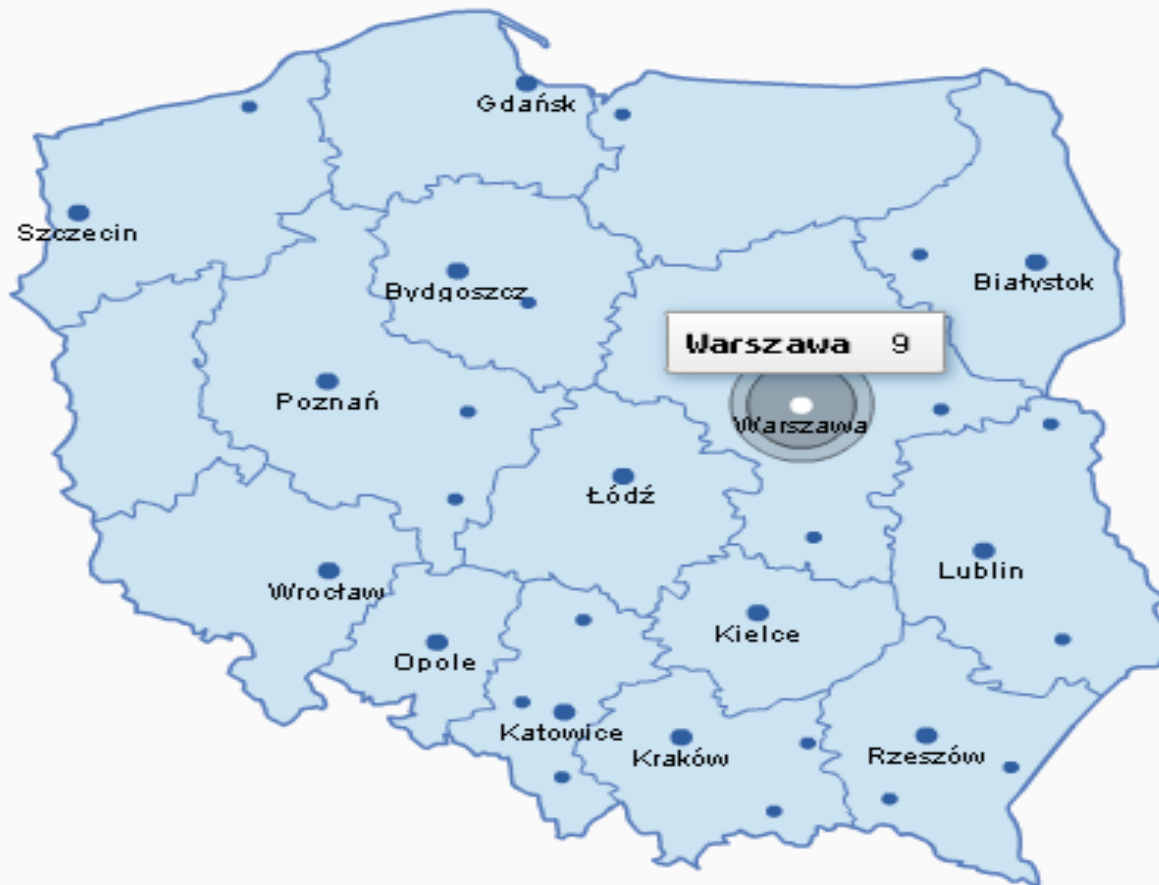 Gdańsk
Szczecin
Białystok
Bydgoszcz
Warszawa 9
Poznań
Warszawa
Łódź
Lublin
Wrocław
Kielce
Opole
Katowice
Kraków
Rzeszów